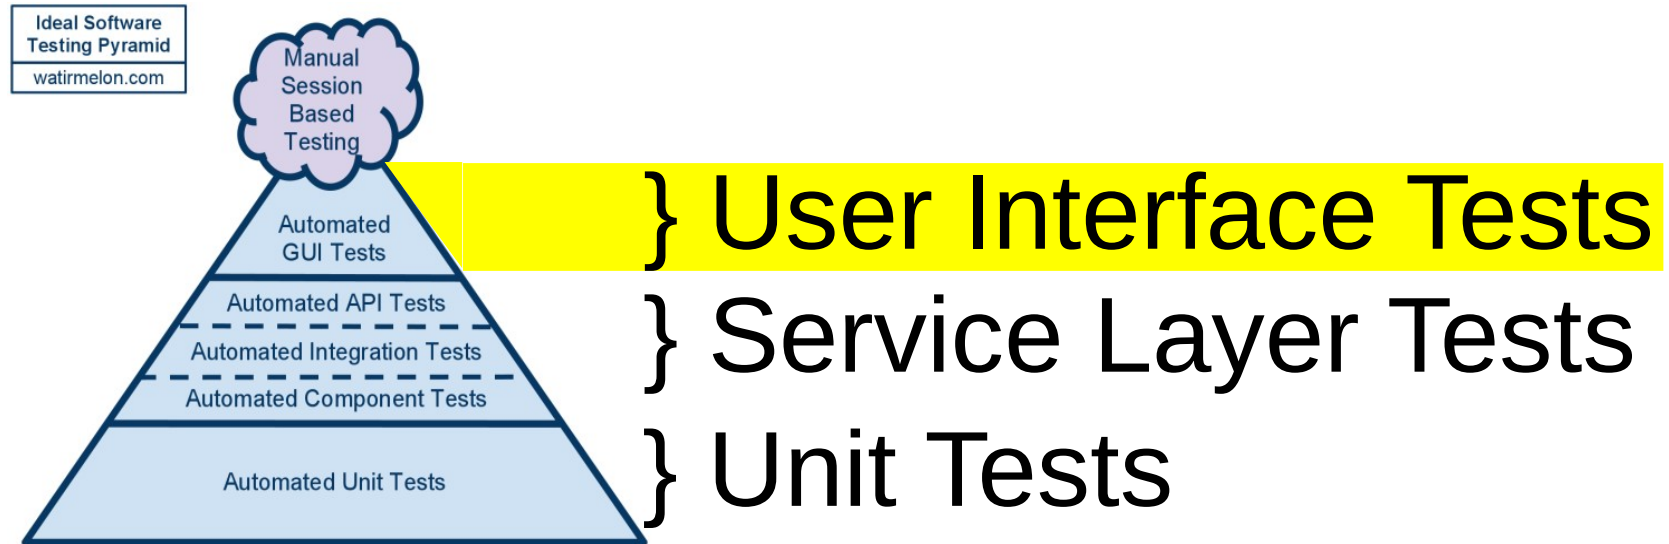 Ideal Software
Testing Pyramid
watirmelon.com
Manual
Session
Based
Testing
Automated
GUI Tests
} User Interface Tests
Automated API Tests
Automated Integration Tests
Automated Component Tests
} Service Layer Tests
Automated Unit Tests
} Unit Tests